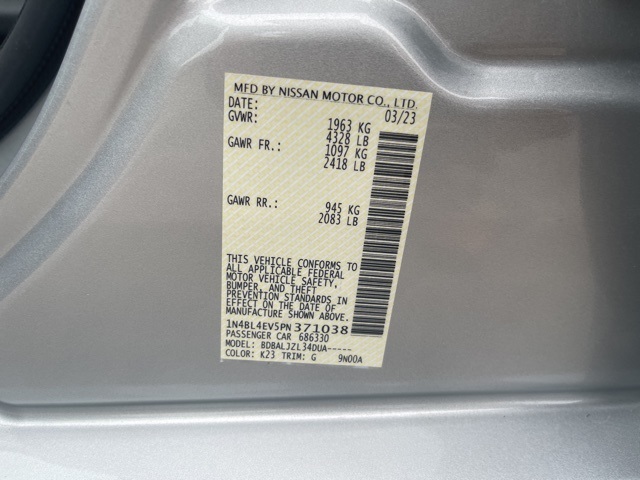 MFD BY NISSAN MOTOR CO., LTD.
DATE: 03/23
GVWR: 1963 KG
4328 LB
GAWR FR.: 1097 KG
2418 LB
GAWR RR.: 945 KG
2083 LB
THIS VEHICLE CONFORMS TO
ALL APPLICABLE FEDERAL
MOTOR VEHICLE SAFETY,
BUMPER, AND THEFT
PREVENTION STANDARDS IN
EFFECT ON THE DATE OF
MANUFACTURE SHOWN ABOVE.
1N4BL4EV5PN371038
PASSENGER CAR 686330
MODEL: BDBALJZL34DUA-----
COLOR: K23 TRIM: G 9N00A